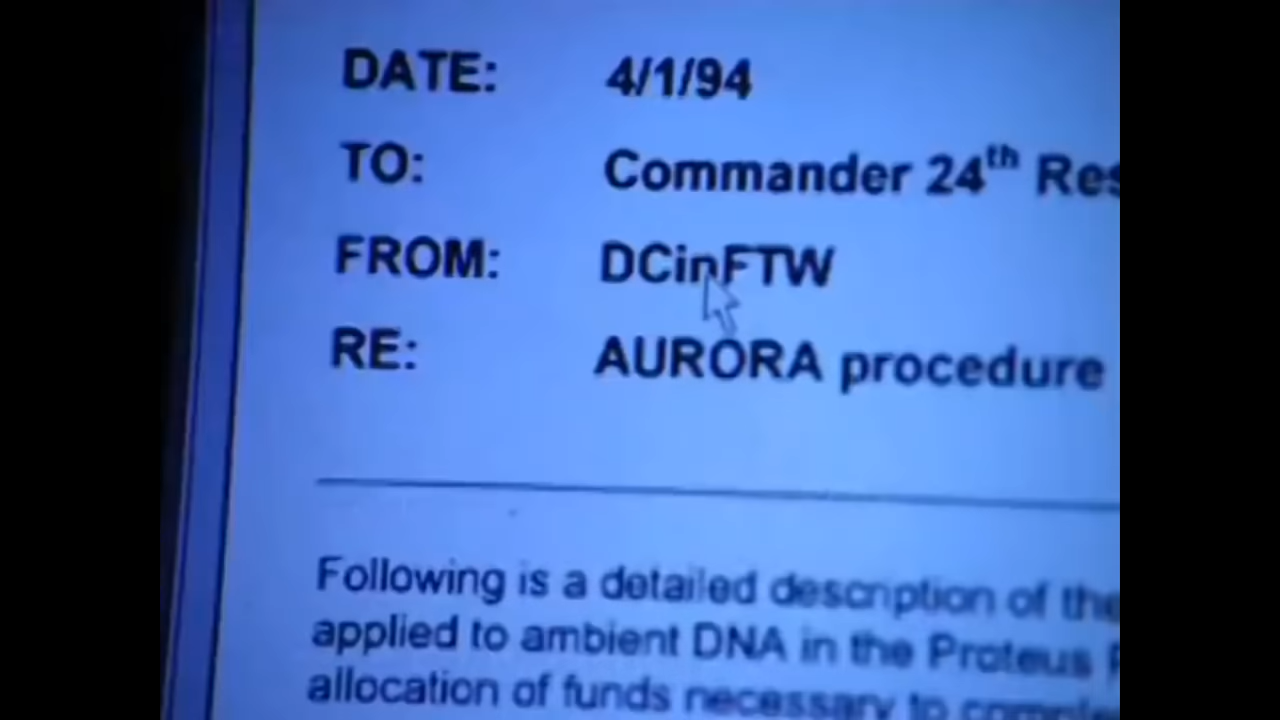 DATE: 4/1/94
TO: Commander 24th Res
FROM: DCinFTW
RE: AURORA procedure
Following is a detailed description of the
applied to ambient DNA in the Proteus
allocation of funds necessary to